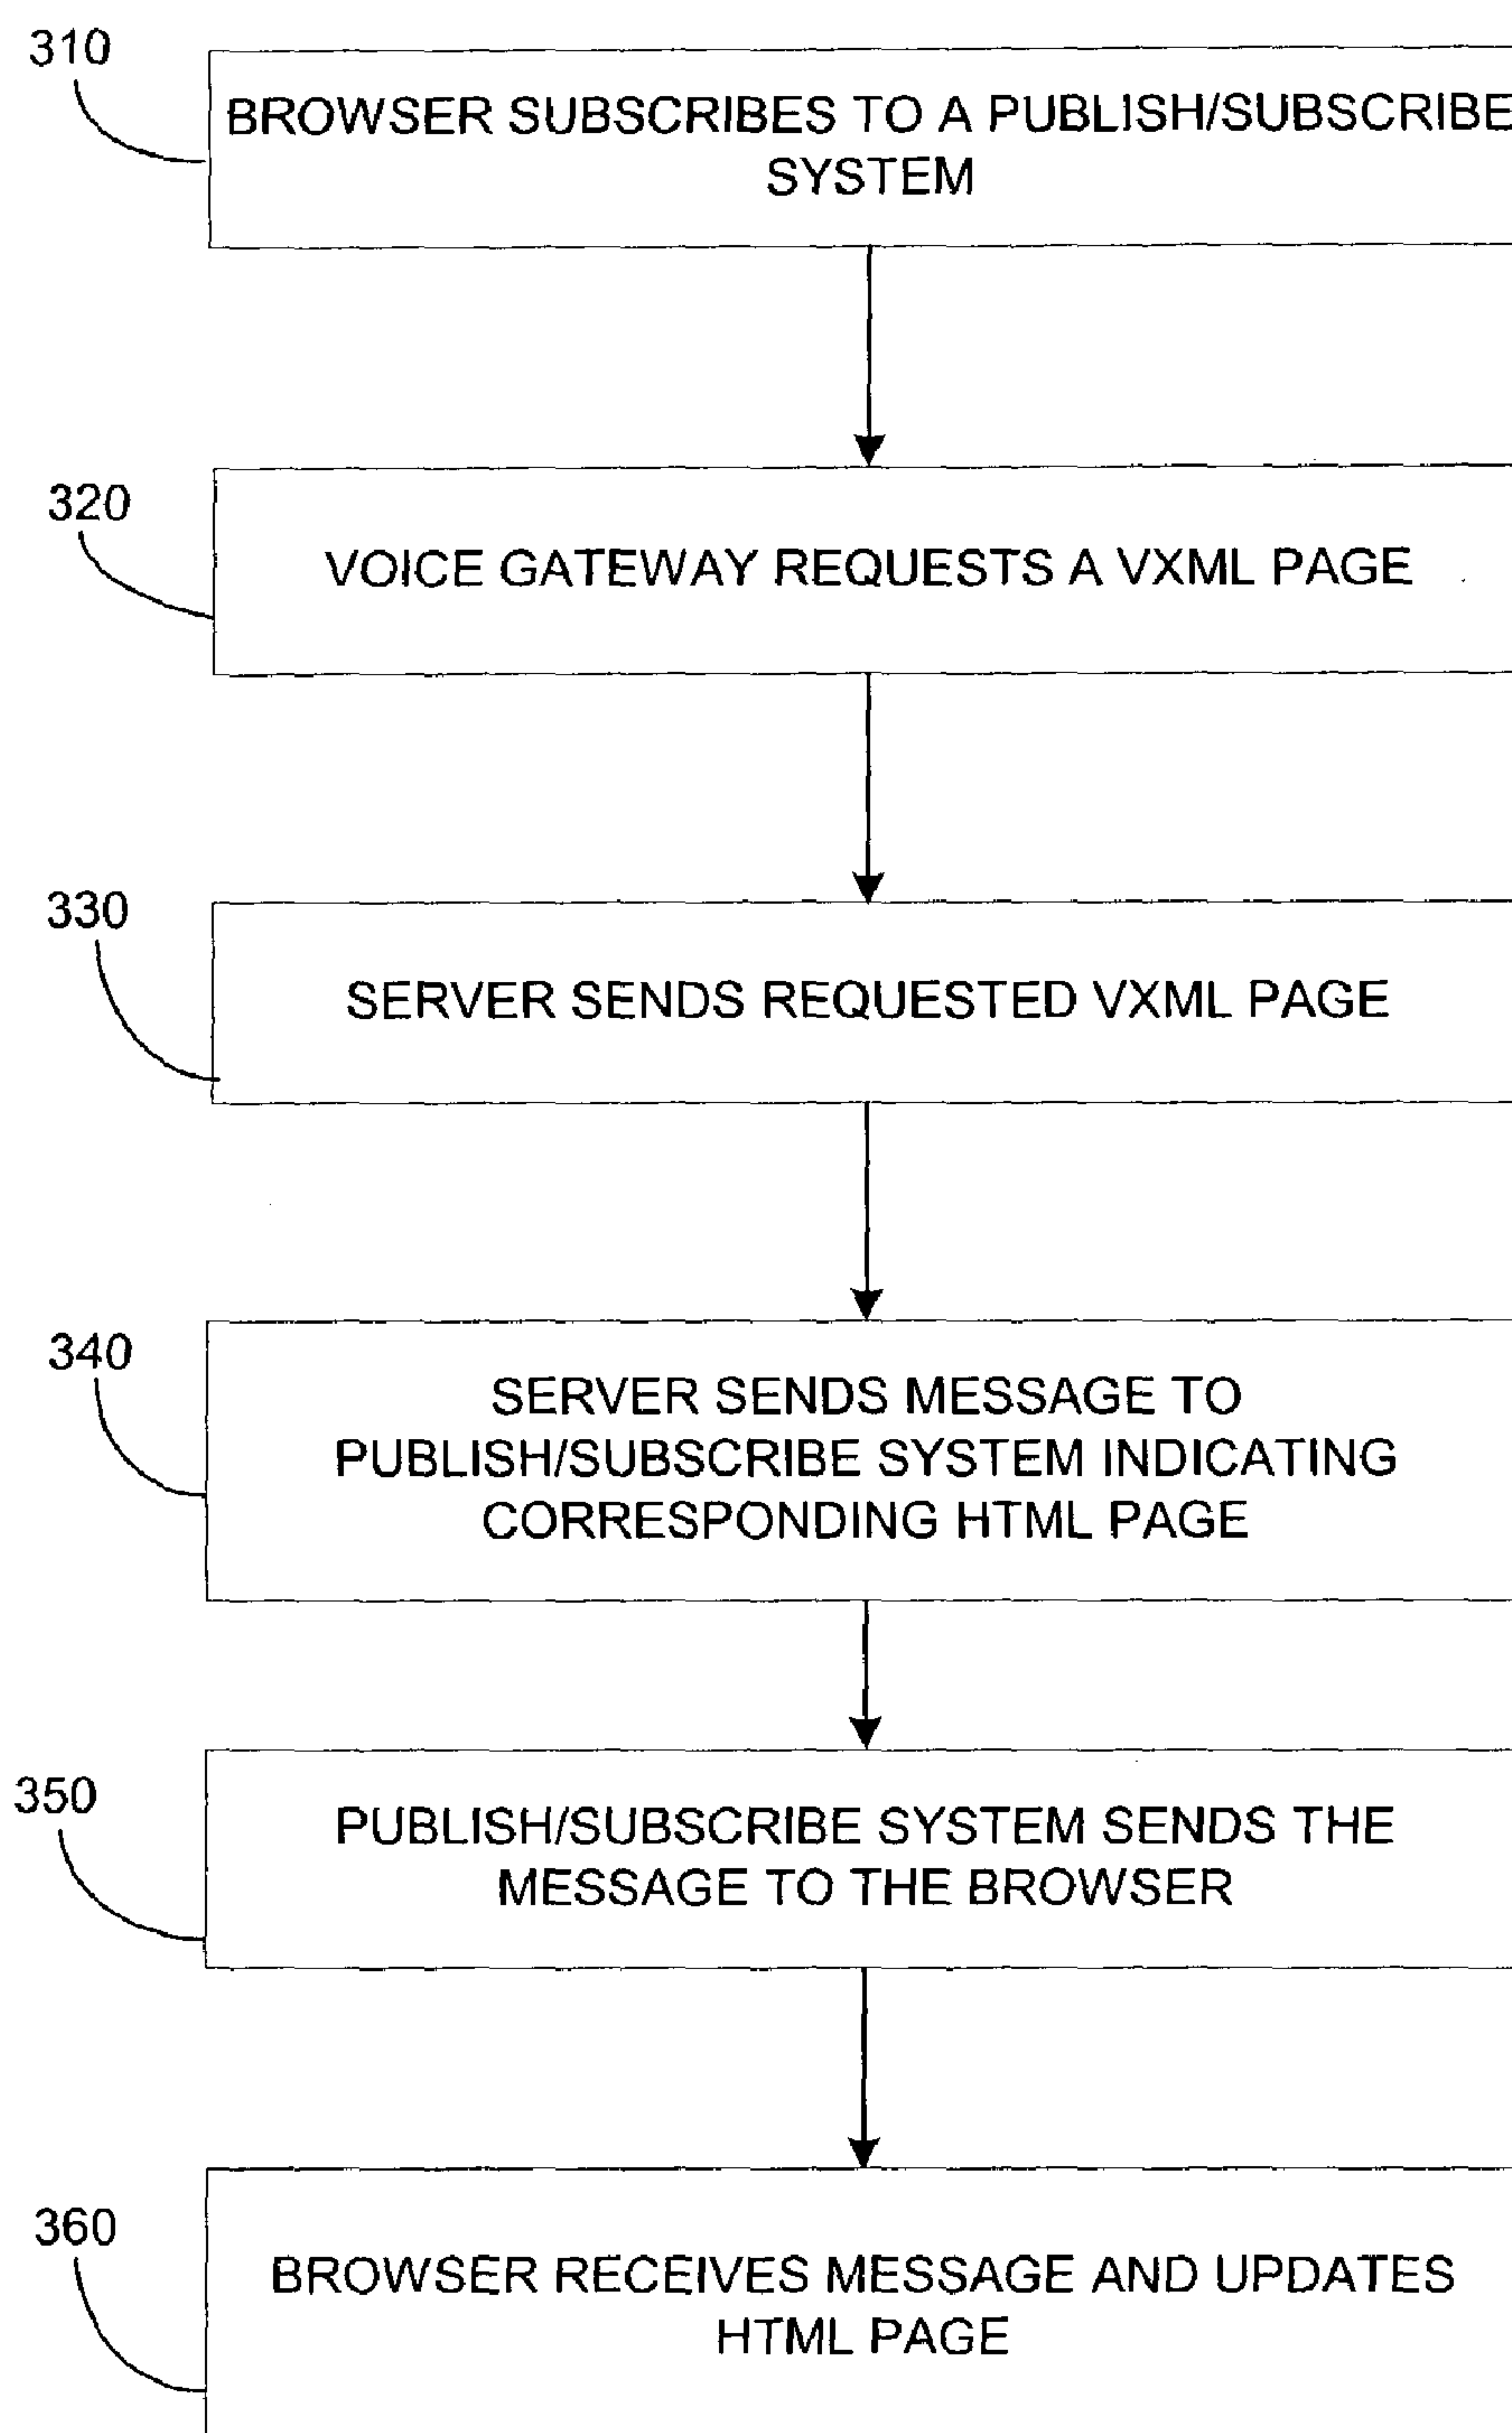 310
BROWSER SUBSCRIBES TO A PUBLISH/SUBSCRIBE
SYSTEM
320
VOICE GATEWAY REQUESTS A VXML PAGE
330
SERVER SENDS REQUESTED VXML PAGE
340
SERVER SENDS MESSAGE TO
PUBLISH/SUBSCRIBE SYSTEM INDICATING
CORRESPONDING HTML PAGE
350
PUBLISH/SUBSCRIBE SYSTEM SENDS THE
MESSAGE TO THE BROWSER
360
BROWSER RECEIVES MESSAGE AND UPDATES
HTML PAGE